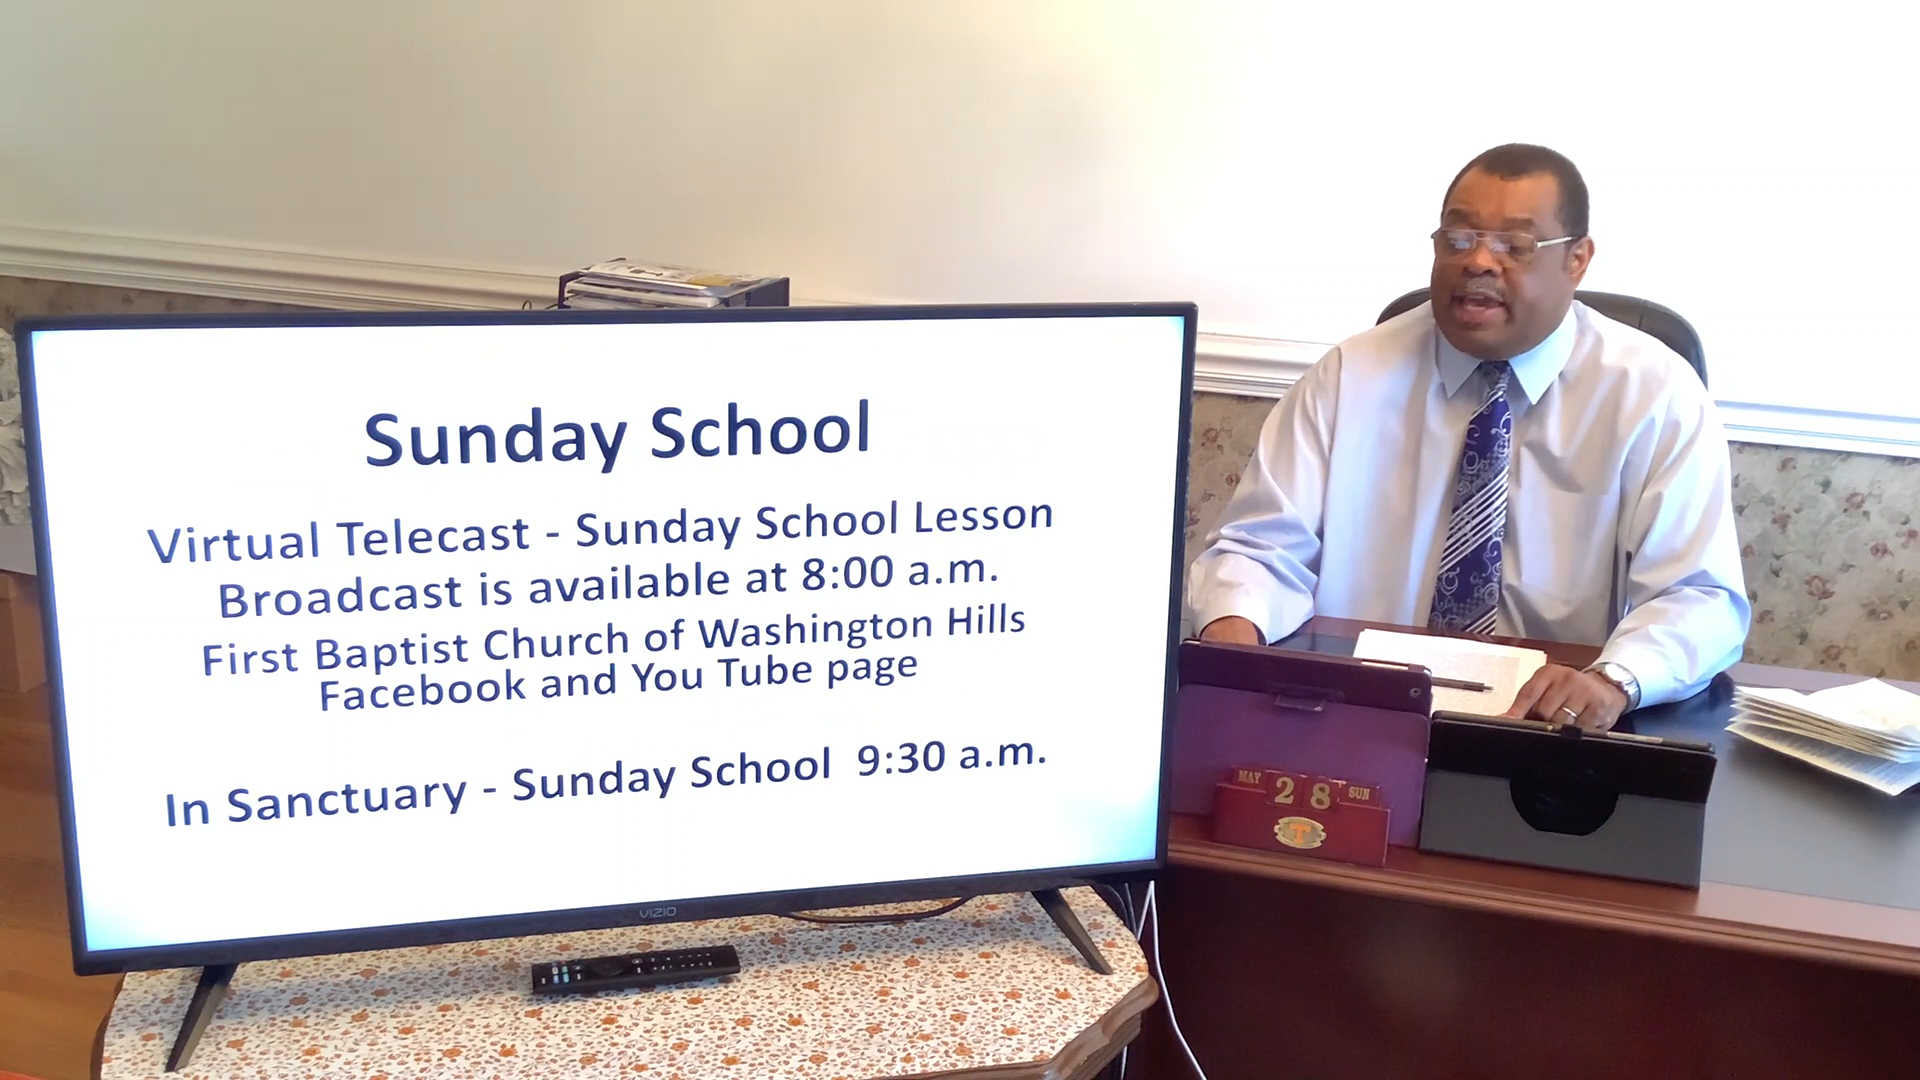 Sunday School
Virtual Telecast - Sunday School Lesson
Broadcast is available at 8:00 a.m.
First Baptist Church of Washington Hills
Facebook and You Tube page
In Sanctuary - Sunday School 9:30 a.m.
VIZIO
MAY 28 SUN
T